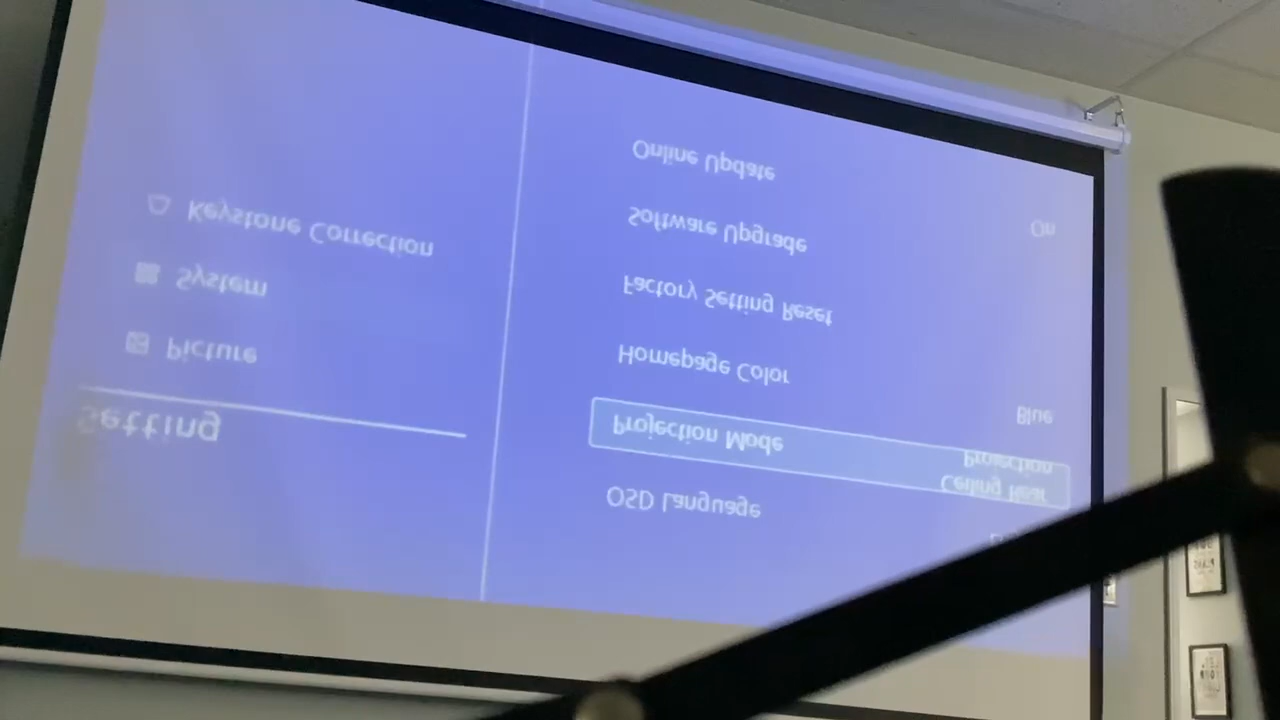 Setting
Picture
System
Keystone Correction
OSD Language
Projection Mode
Ceiling Rear
Projection
Homepage Color
Blue
Factory Setting Reset
Software Upgrade
On
Online Update